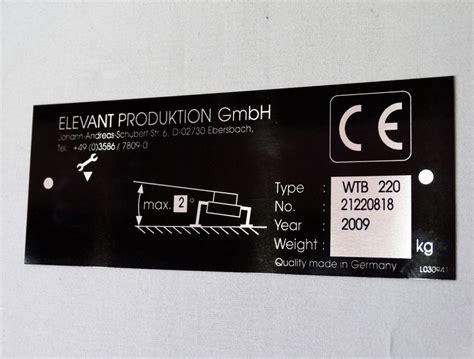 ELEVANT PRODUKTION GmbH
Johann-Andreas-Schubert-Str. 6, D-02730 Ebersbach,
Tel. +49 (0)3586 / 7809-0
CE
max. 2°
Type : WTB 220
No. : 21220818
Year : 2009
Weight : kg
Quality made in Germany
L030941